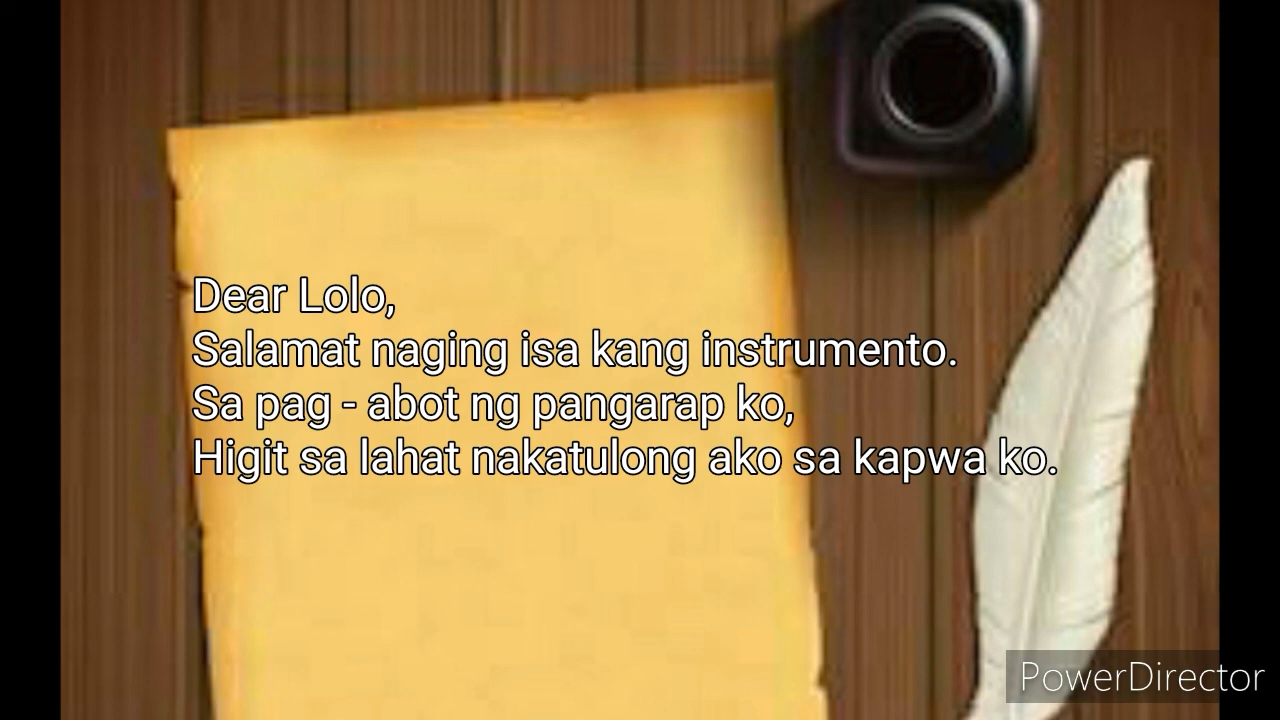 Dear Lolo,
Salamat naging isa kang instrumento.
Sa pag - abot ng pangarap ko,
Higit sa lahat nakatulong ako sa kapwa ko.
PowerDirector